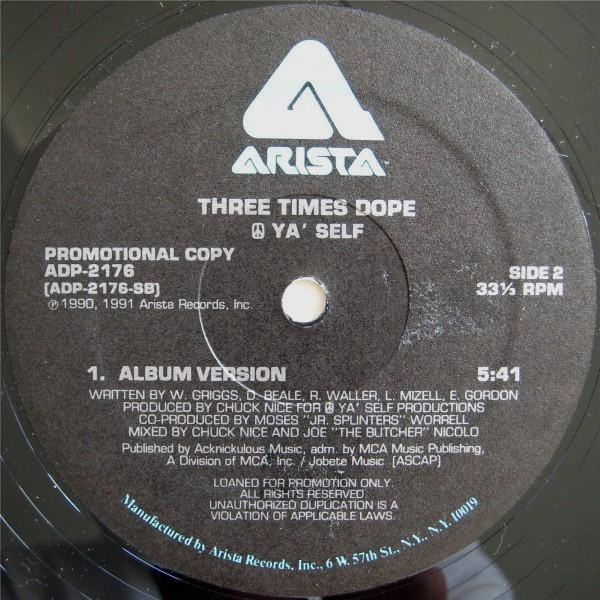 ARISTA™
THREE TIMES DOPE
☮ YA' SELF
PROMOTIONAL COPY
ADP-2176
(ADP-2176-SB)
℗ 1990, 1991 Arista Records, Inc.
SIDE 2
33⅓ RPM
1. ALBUM VERSION 5:41
WRITTEN BY W. GRIGGS, D. BEALE, R. WALLER, L. MIZELL, E. GORDON
PRODUCED BY CHUCK NICE FOR ☮ YA' SELF PRODUCTIONS
CO-PRODUCED BY MOSES "JR. SPLINTERS" WORRELL
MIXED BY CHUCK NICE AND JOE "THE BUTCHER" NICOLO
Published by Acknickulous Music, adm. by MCA Music Publishing,
A Division of MCA, Inc. / Jobete Music (ASCAP)
LOANED FOR PROMOTION ONLY.
ALL RIGHTS RESERVED.
UNAUTHORIZED DUPLICATION IS A
VIOLATION OF APPLICABLE LAWS.
Manufactured by Arista Records, Inc., 6 W. 57th St., N.Y., N.Y. 10019